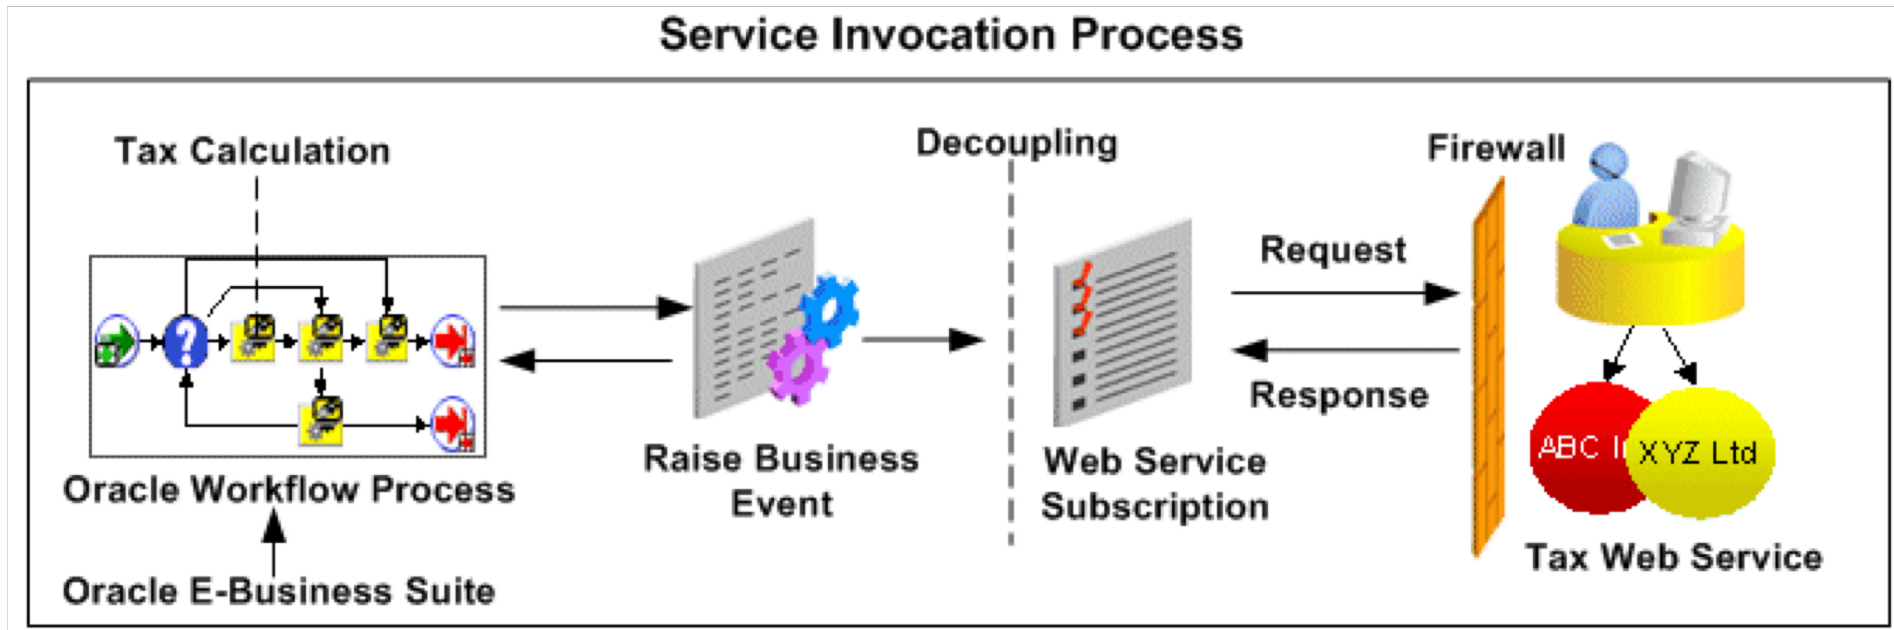 Service Invocation Process
Tax Calculation
Decoupling
Firewall
Request
Response
?
ABC
XYZ Ltd
Oracle Workflow Process
Raise Business
Event
Web Service
Subscription
Tax Web Service
Oracle E-Business Suite